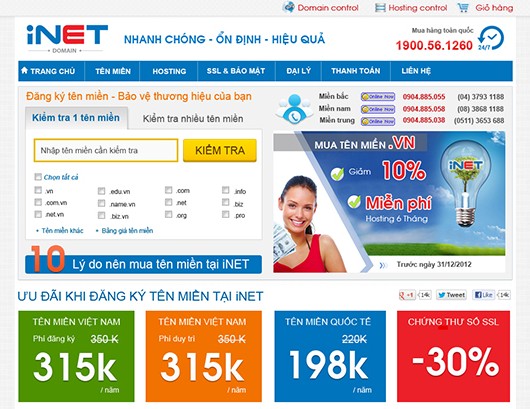 Domain control
Hosting control
Giỏ hàng
iNET
DOMAIN
NHANH CHÓNG - ỔN ĐỊNH - HIỆU QUẢ
Mua hàng toàn quốc
1900.56.1260
24/7
TRANG CHỦ
TÊN MIỀN
HOSTING
SSL & BẢO MẬT
ĐẠI LÝ
THANH TOÁN
LIÊN HỆ
Đăng ký tên miền - Bảo vệ thương hiệu của bạn
Kiểm tra 1 tên miền
Kiểm tra nhiều tên miền
Nhập tên miền cần kiểm tra
KIỂM TRA
Chọn tất cả
.vn
.edu.vn
.com
.info
.com.vn
.name.vn
.net
.biz
.net.vn
.biz.vn
.org
.pro
Tên miền khác
Bảng giá tên miền
10 Lý do nên mua tên miền tại iNET
Miền bắc Online Now 0904.885.055 (04) 3793 1188
Miền nam Online Now 0904.885.058 (08) 3868 1188
Miền trung Online Now 0904.885.038 (0511) 3653 688
MUA TÊN MIỀN .VN
Giảm 10%
Miễn phí
Hosting 6 Tháng
iNET
Trước ngày 31/12/2012
ƯU ĐÃI KHI ĐĂNG KÝ TÊN MIỀN TẠI iNET
+1 14k
Tweet
Like 14k
TÊN MIỀN VIỆT NAM
Phí đăng ký 350 K
315k
/ năm
TÊN MIỀN VIỆT NAM
Phí duy trì 350 K
315k
/ năm
TÊN MIỀN QUỐC TẾ
220K
198k
/ năm
CHỨNG THƯ SỐ SSL
-30%